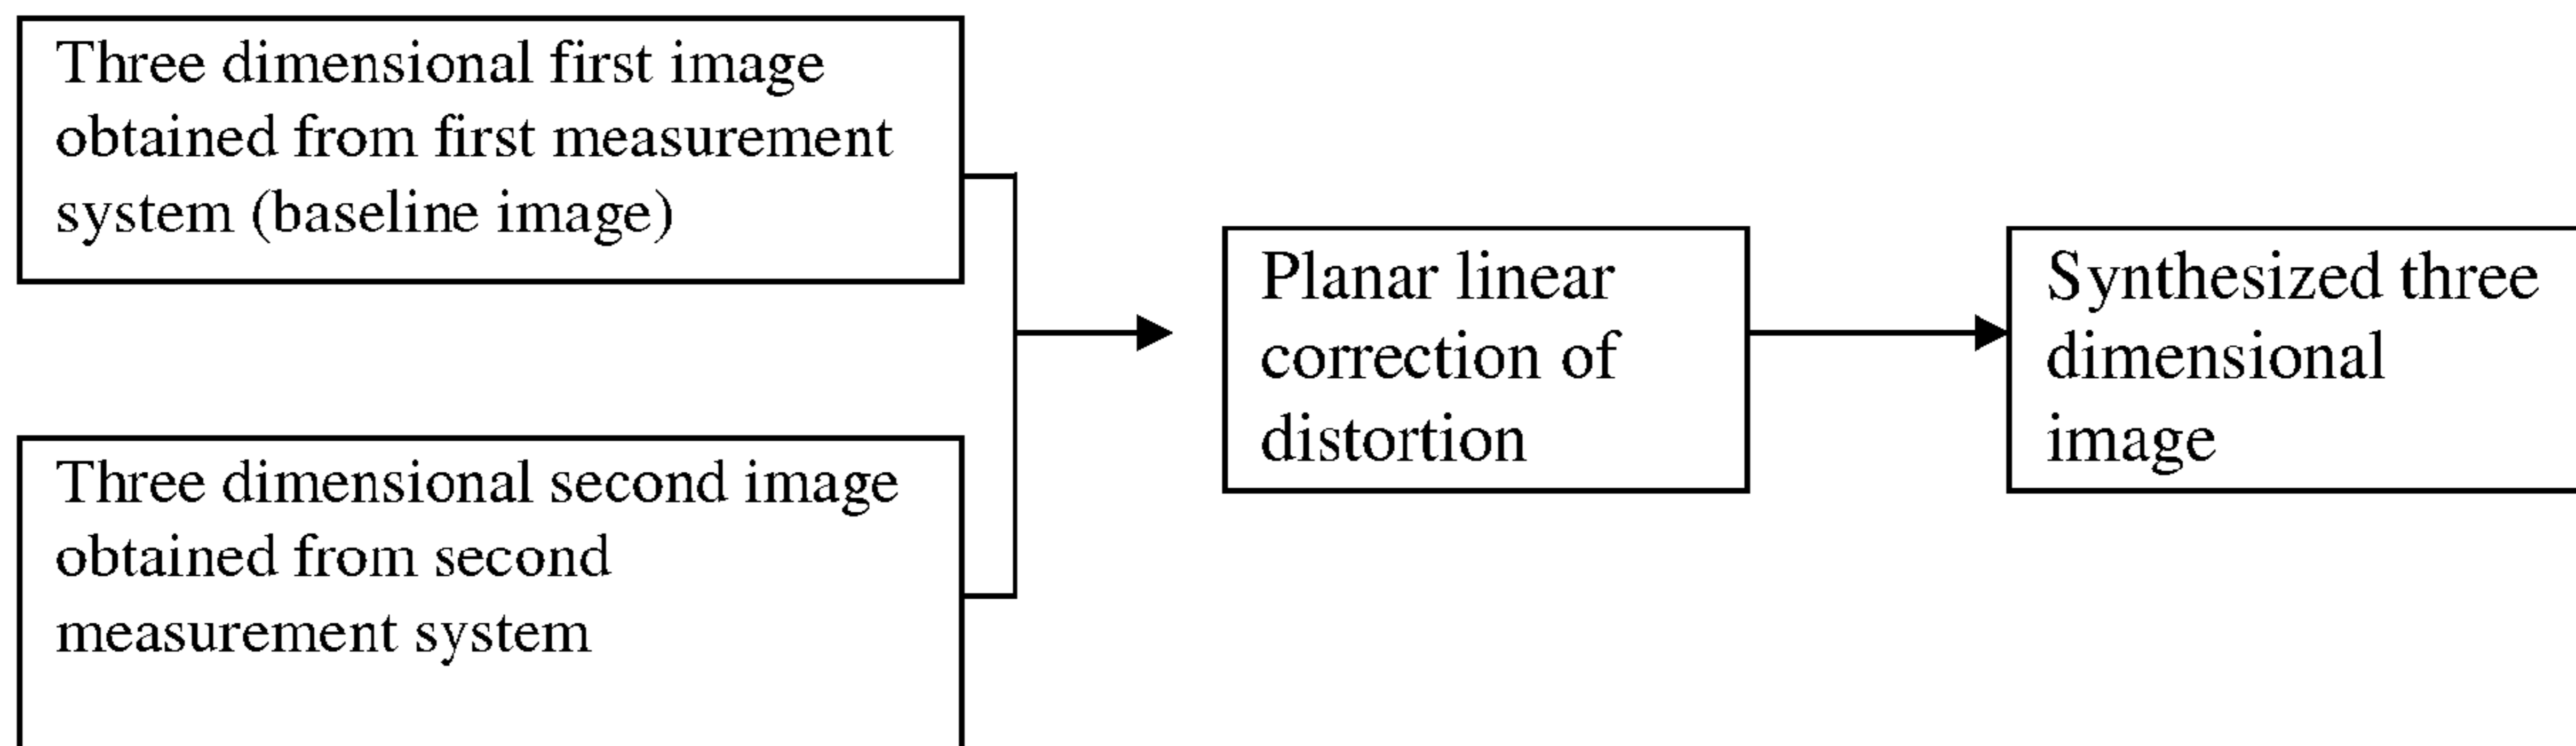 Three dimensional first image
obtained from first measurement
system (baseline image)
Three dimensional second image
obtained from second
measurement system
Planar linear
correction of
distortion
Synthesized three
dimensional
image